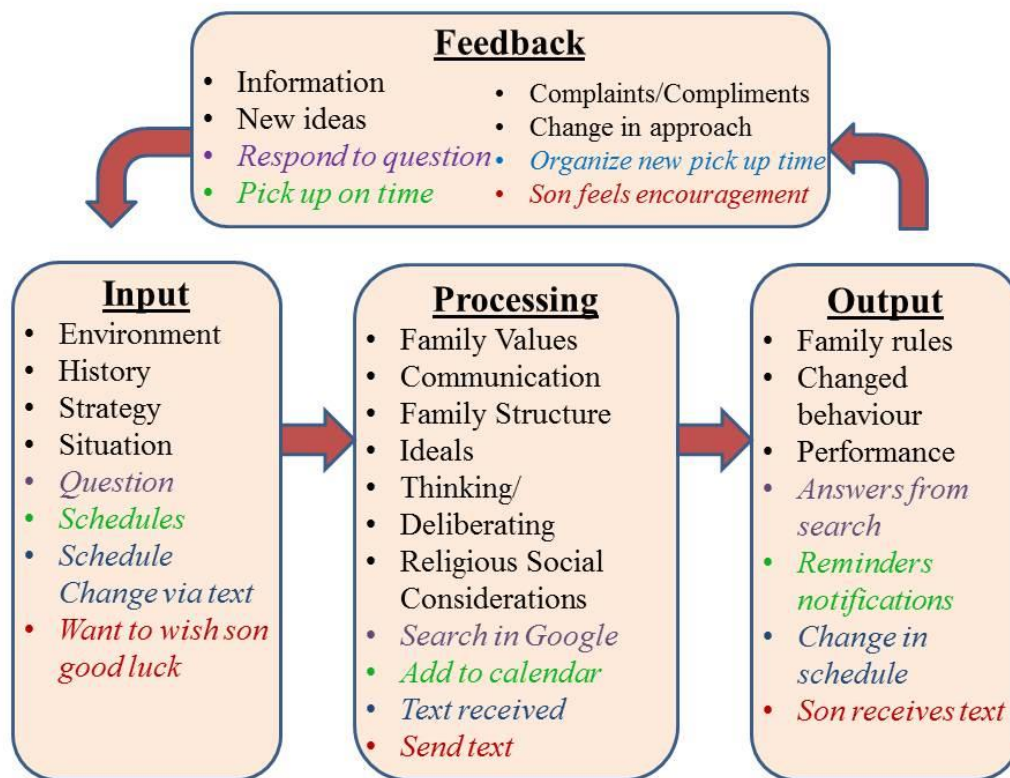 Feedback
• Information
• New ideas
• Respond to question
• Pick up on time
• Complaints/Compliments
• Change in approach
• Organize new pick up time
• Son feels encouragement
Input
• Environment
• History
• Strategy
• Situation
• Question
• Schedules
• Schedule
Change via text
• Want to wish son
good luck
Processing
• Family Values
• Communication
• Family Structure
• Ideals
• Thinking/
• Deliberating
• Religious Social
Considerations
• Search in Google
• Add to calendar
• Text received
• Send text
Output
• Family rules
• Changed
behaviour
• Performance
• Answers from
search
• Reminders
notifications
• Change in
schedule
• Son receives text